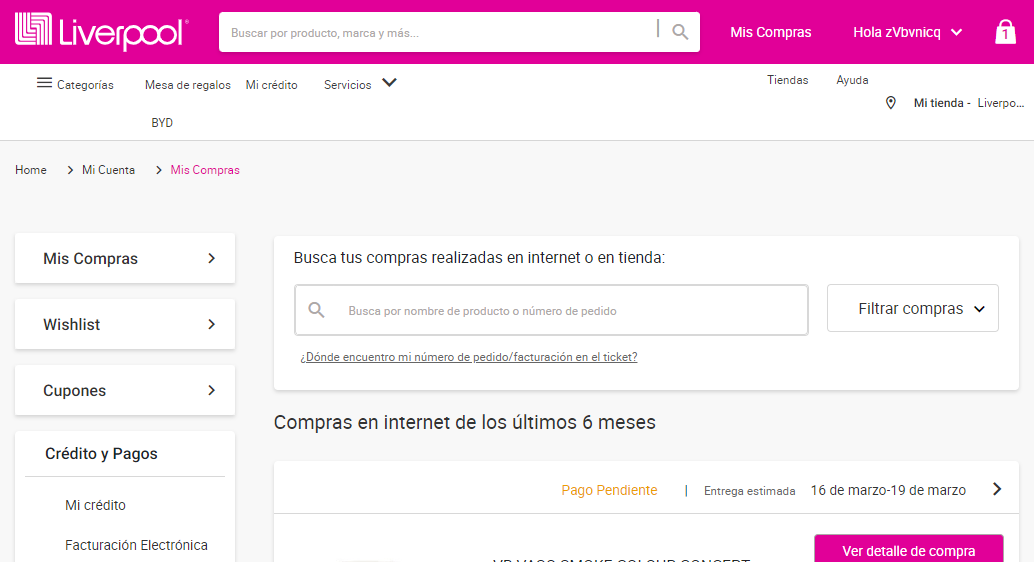 Liverpool
Buscar por producto, marca y más...
Mis Compras
Hola zVbvnicq
1
Categorías
Mesa de regalos
Mi crédito
Servicios
Tiendas
Ayuda
Mi tienda - Liverpo...
BYD
Home > Mi Cuenta > Mis Compras
Mis Compras
Wishlist
Cupones
Crédito y Pagos
Mi crédito
Facturación Electrónica
Busca tus compras realizadas en internet o en tienda:
Busca por nombre de producto o número de pedido
Filtrar compras
¿Dónde encuentro mi número de pedido/facturación en el ticket?
Compras en internet de los últimos 6 meses
Pago Pendiente | Entrega estimada 16 de marzo-19 de marzo
Ver detalle de compra